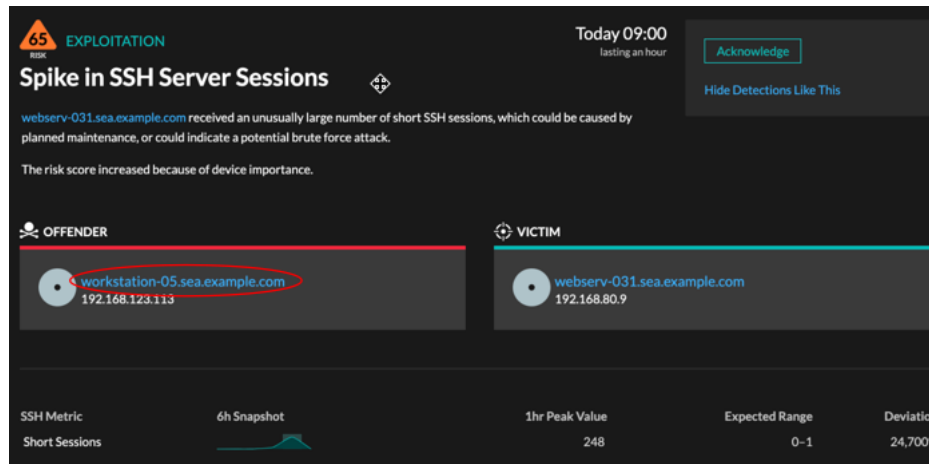 65
RISK
EXPLOITATION
Spike in SSH Server Sessions
Today 09:00
lasting an hour
Acknowledge
Hide Detections Like This
webserv-031.sea.example.com received an unusually large number of short SSH sessions, which could be caused by
planned maintenance, or could indicate a potential brute force attack.
The risk score increased because of device importance.
OFFENDER
workstation-05.sea.example.com
192.168.123.113
VICTIM
webserv-031.sea.example.com
192.168.80.9
SSH Metric 6h Snapshot 1hr Peak Value Expected Range Deviatio
Short Sessions 248 0–1 24,700